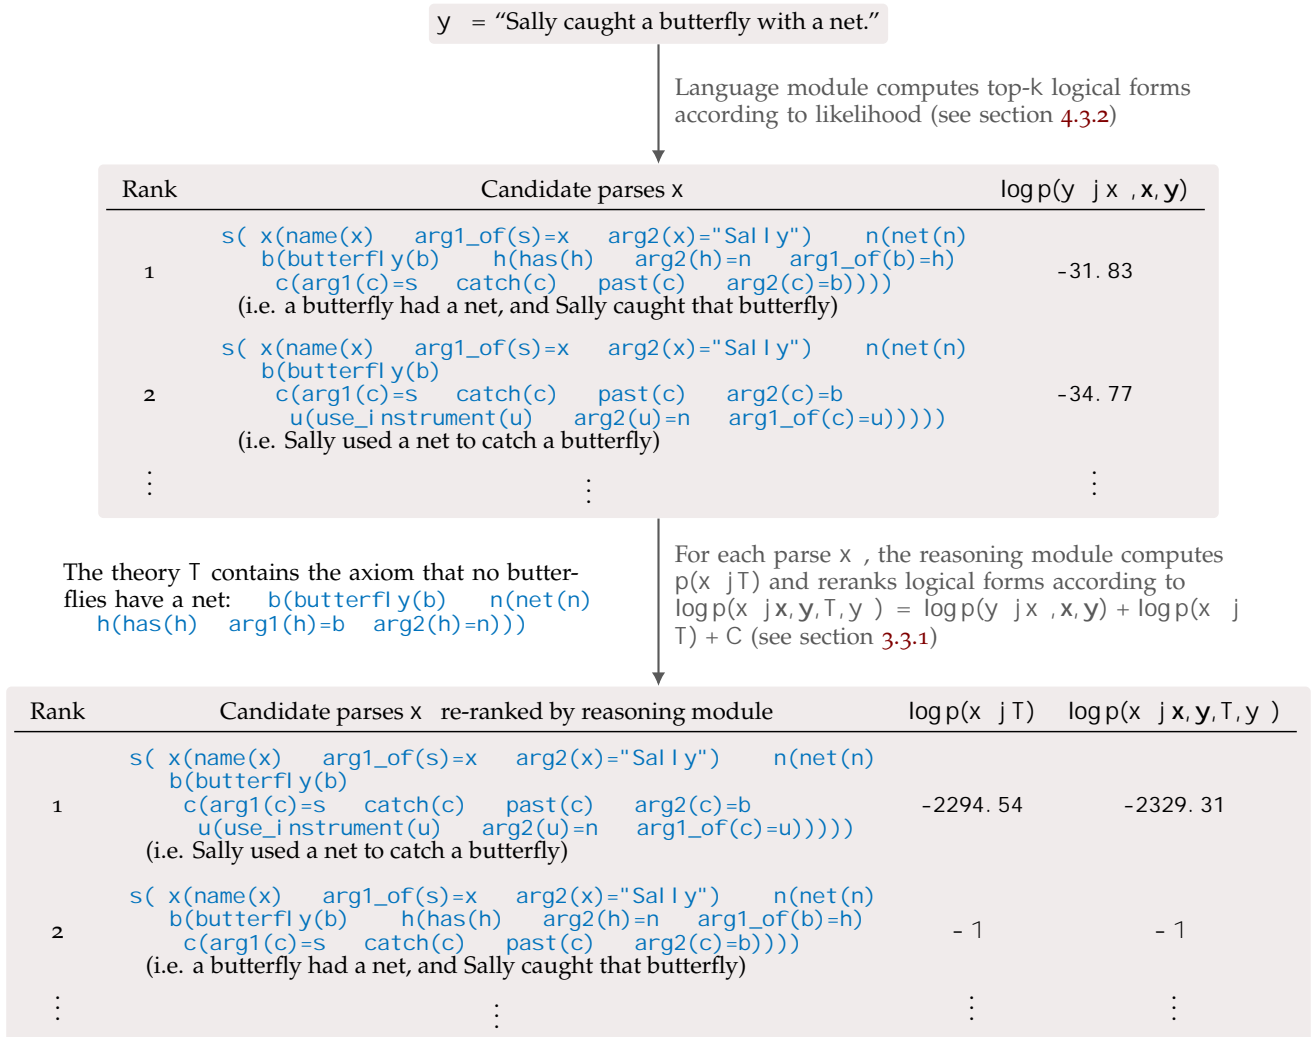 y = “Sally caught a butterfly with a net.”
Language module computes top-k logical forms
according to likelihood (see section 4.3.2)
Rank Candidate parses x log p(y j x , x, y)
s( x(name(x) arg1_of(s)=x arg2(x)="Sally") n(net(n)
b(butterfly(b) h(has(h) arg2(h)=n arg1_of(b)=h)
1 c(arg1(c)=s catch(c) past(c) arg2(c)=b)))) -31.83
(i.e. a butterfly had a net, and Sally caught that butterfly)
s( x(name(x) arg1_of(s)=x arg2(x)="Sally") n(net(n)
b(butterfly(b)
2 c(arg1(c)=s catch(c) past(c) arg2(c)=b -34.77
u(use_instrument(u) arg2(u)=n arg1_of(c)=u)))))
(i.e. Sally used a net to catch a butterfly)
⋮ ⋮ ⋮
The theory T contains the axiom that no butter-
flies have a net: b(butterfly(b) n(net(n)
h(has(h) arg1(h)=b arg2(h)=n)))
For each parse x , the reasoning module computes
p(x j T) and reranks logical forms according to
log p(x j x, y, T, y ) = log p(y j x , x, y) + log p(x j
T) + C (see section 3.3.1)
Rank Candidate parses x re-ranked by reasoning module log p(x j T) log p(x j x, y, T, y )
s( x(name(x) arg1_of(s)=x arg2(x)="Sally") n(net(n)
b(butterfly(b)
1 c(arg1(c)=s catch(c) past(c) arg2(c)=b -2294.54 -2329.31
u(use_instrument(u) arg2(u)=n arg1_of(c)=u)))))
(i.e. Sally used a net to catch a butterfly)
s( x(name(x) arg1_of(s)=x arg2(x)="Sally") n(net(n)
b(butterfly(b) h(has(h) arg2(h)=n arg1_of(b)=h)
2 c(arg1(c)=s catch(c) past(c) arg2(c)=b)))) -1 -1
(i.e. a butterfly had a net, and Sally caught that butterfly)
⋮ ⋮ ⋮ ⋮